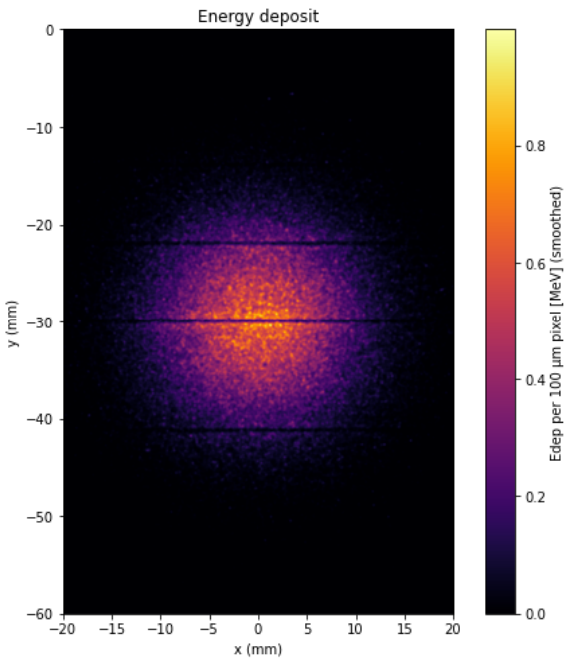 Energy deposit
0
−10
−20
−30
−40
−50
−60
y (mm)
−20 −15 −10 −5 0 5 10 15 20
x (mm)
0.8
0.6
0.4
0.2
0.0
Edep per 100 μm pixel [MeV] (smoothed)